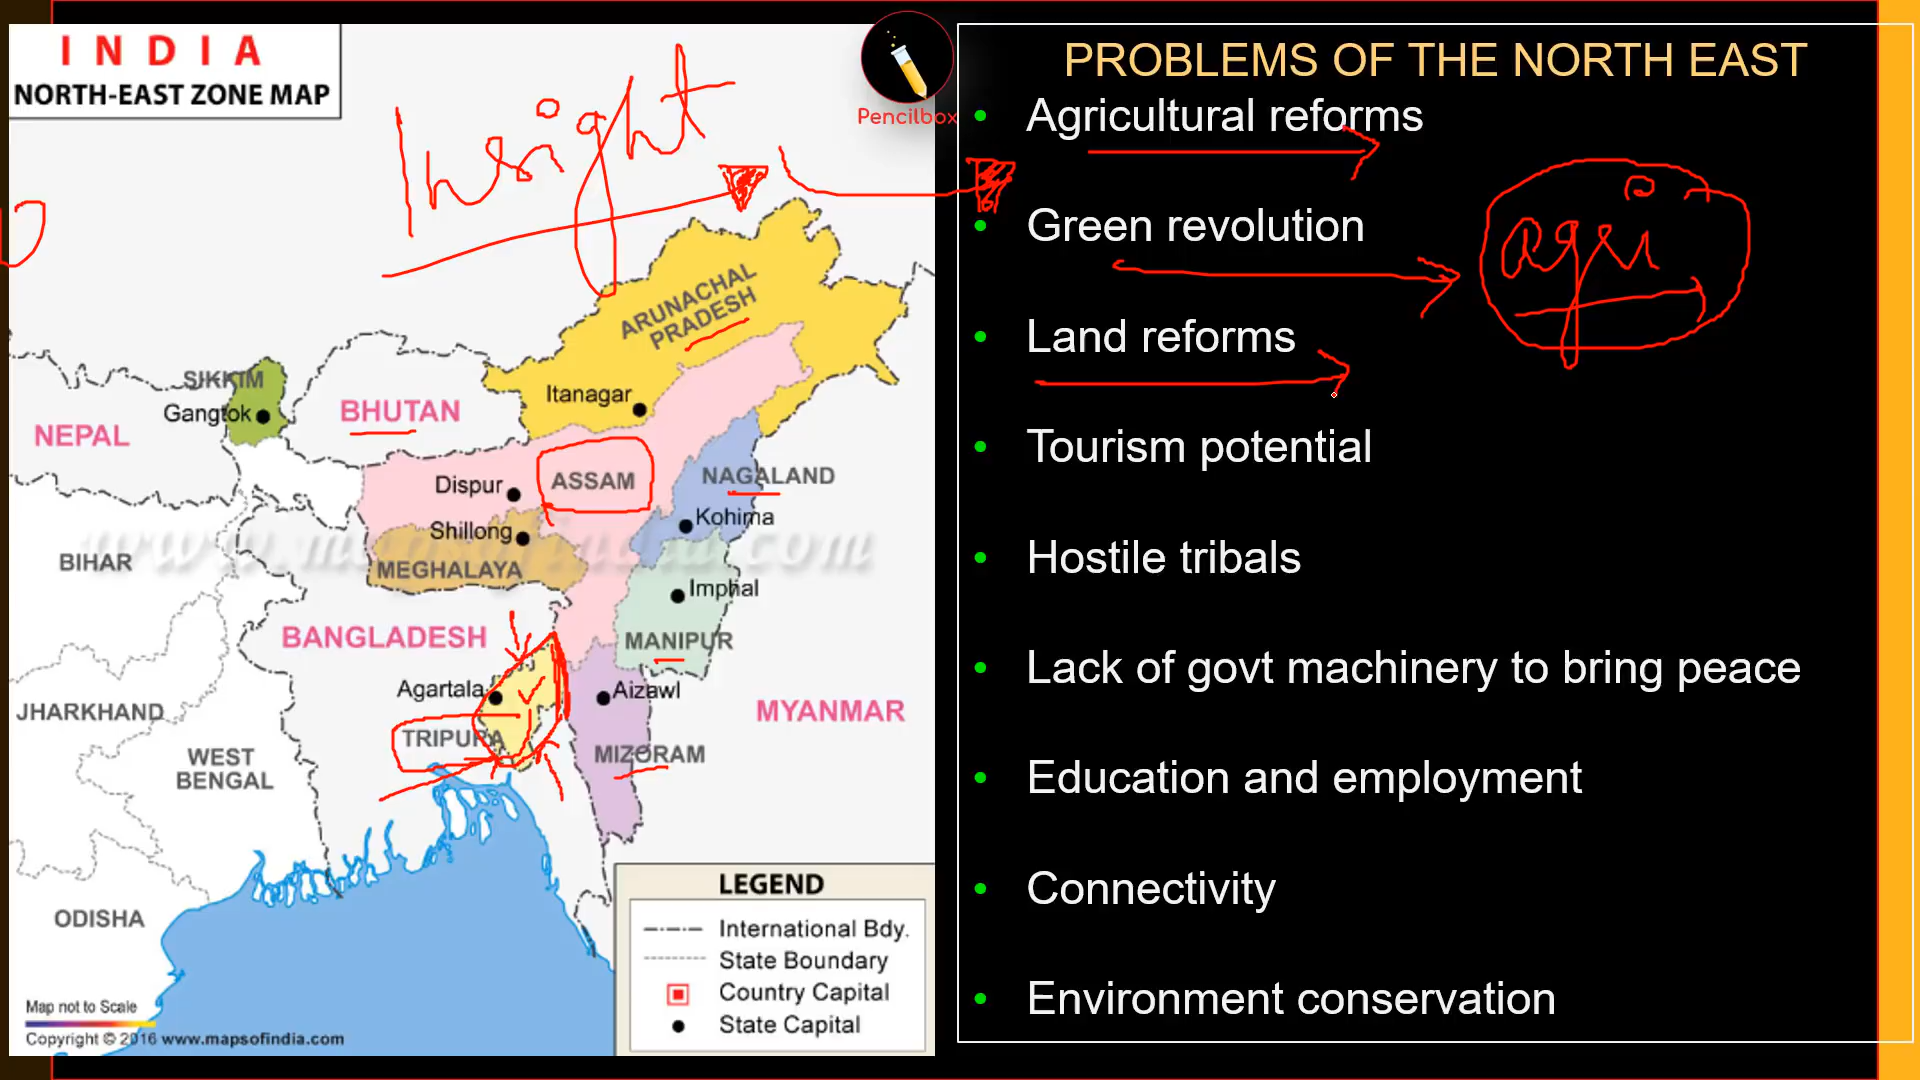 INDIA
NORTH-EAST ZONE MAP
Insight
Pencilbox
ARUNACHAL
PRADESH
SIKKIM
Gangtok
NEPAL
BHUTAN
Itanagar
Dispur
ASSAM
NAGALAND
Shillong
Kohima
www.mapsofindia.com
BIHAR
MEGHALAYA
Imphal
BANGLADESH
MANIPUR
Agartala
Aizawl
JHARKHAND
MYANMAR
TRIPURA
MIZORAM
WEST
BENGAL
ODISHA
LEGEND
International Bdy.
State Boundary
Country Capital
State Capital
Map not to Scale
Copyright © 2016 www.mapsofindia.com
PROBLEMS OF THE NORTH EAST
• Agricultural reforms
• Green revolution
agri
• Land reforms
• Tourism potential
• Hostile tribals
• Lack of govt machinery to bring peace
• Education and employment
• Connectivity
• Environment conservation